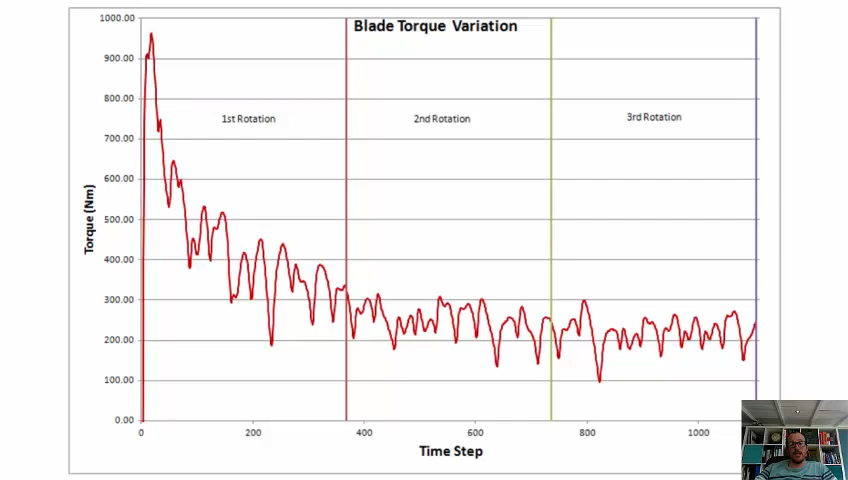 Blade Torque Variation
1000.00
900.00
800.00
700.00
600.00
500.00
400.00
300.00
200.00
100.00
0.00
Torque (Nm)
1st Rotation
2nd Rotation
3rd Rotation
0
200
400
600
800
1000
Time Step